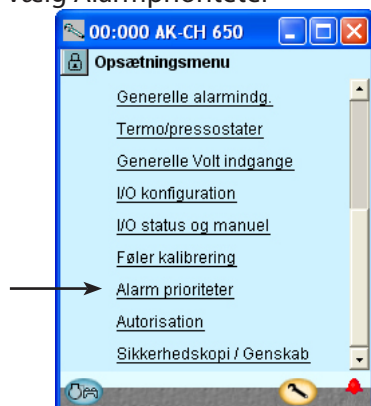 Vælg Alarmprioriteter
00:000 AK-CH 650
Opsætningsmenu
Generelle alarmindg.
Termo/pressostater
Generelle Volt indgange
I/O konfiguration
I/O status og manuel
Føler kalibrering
Alarm prioriteter
Autorisation
Sikkerhedskopi / Genskab